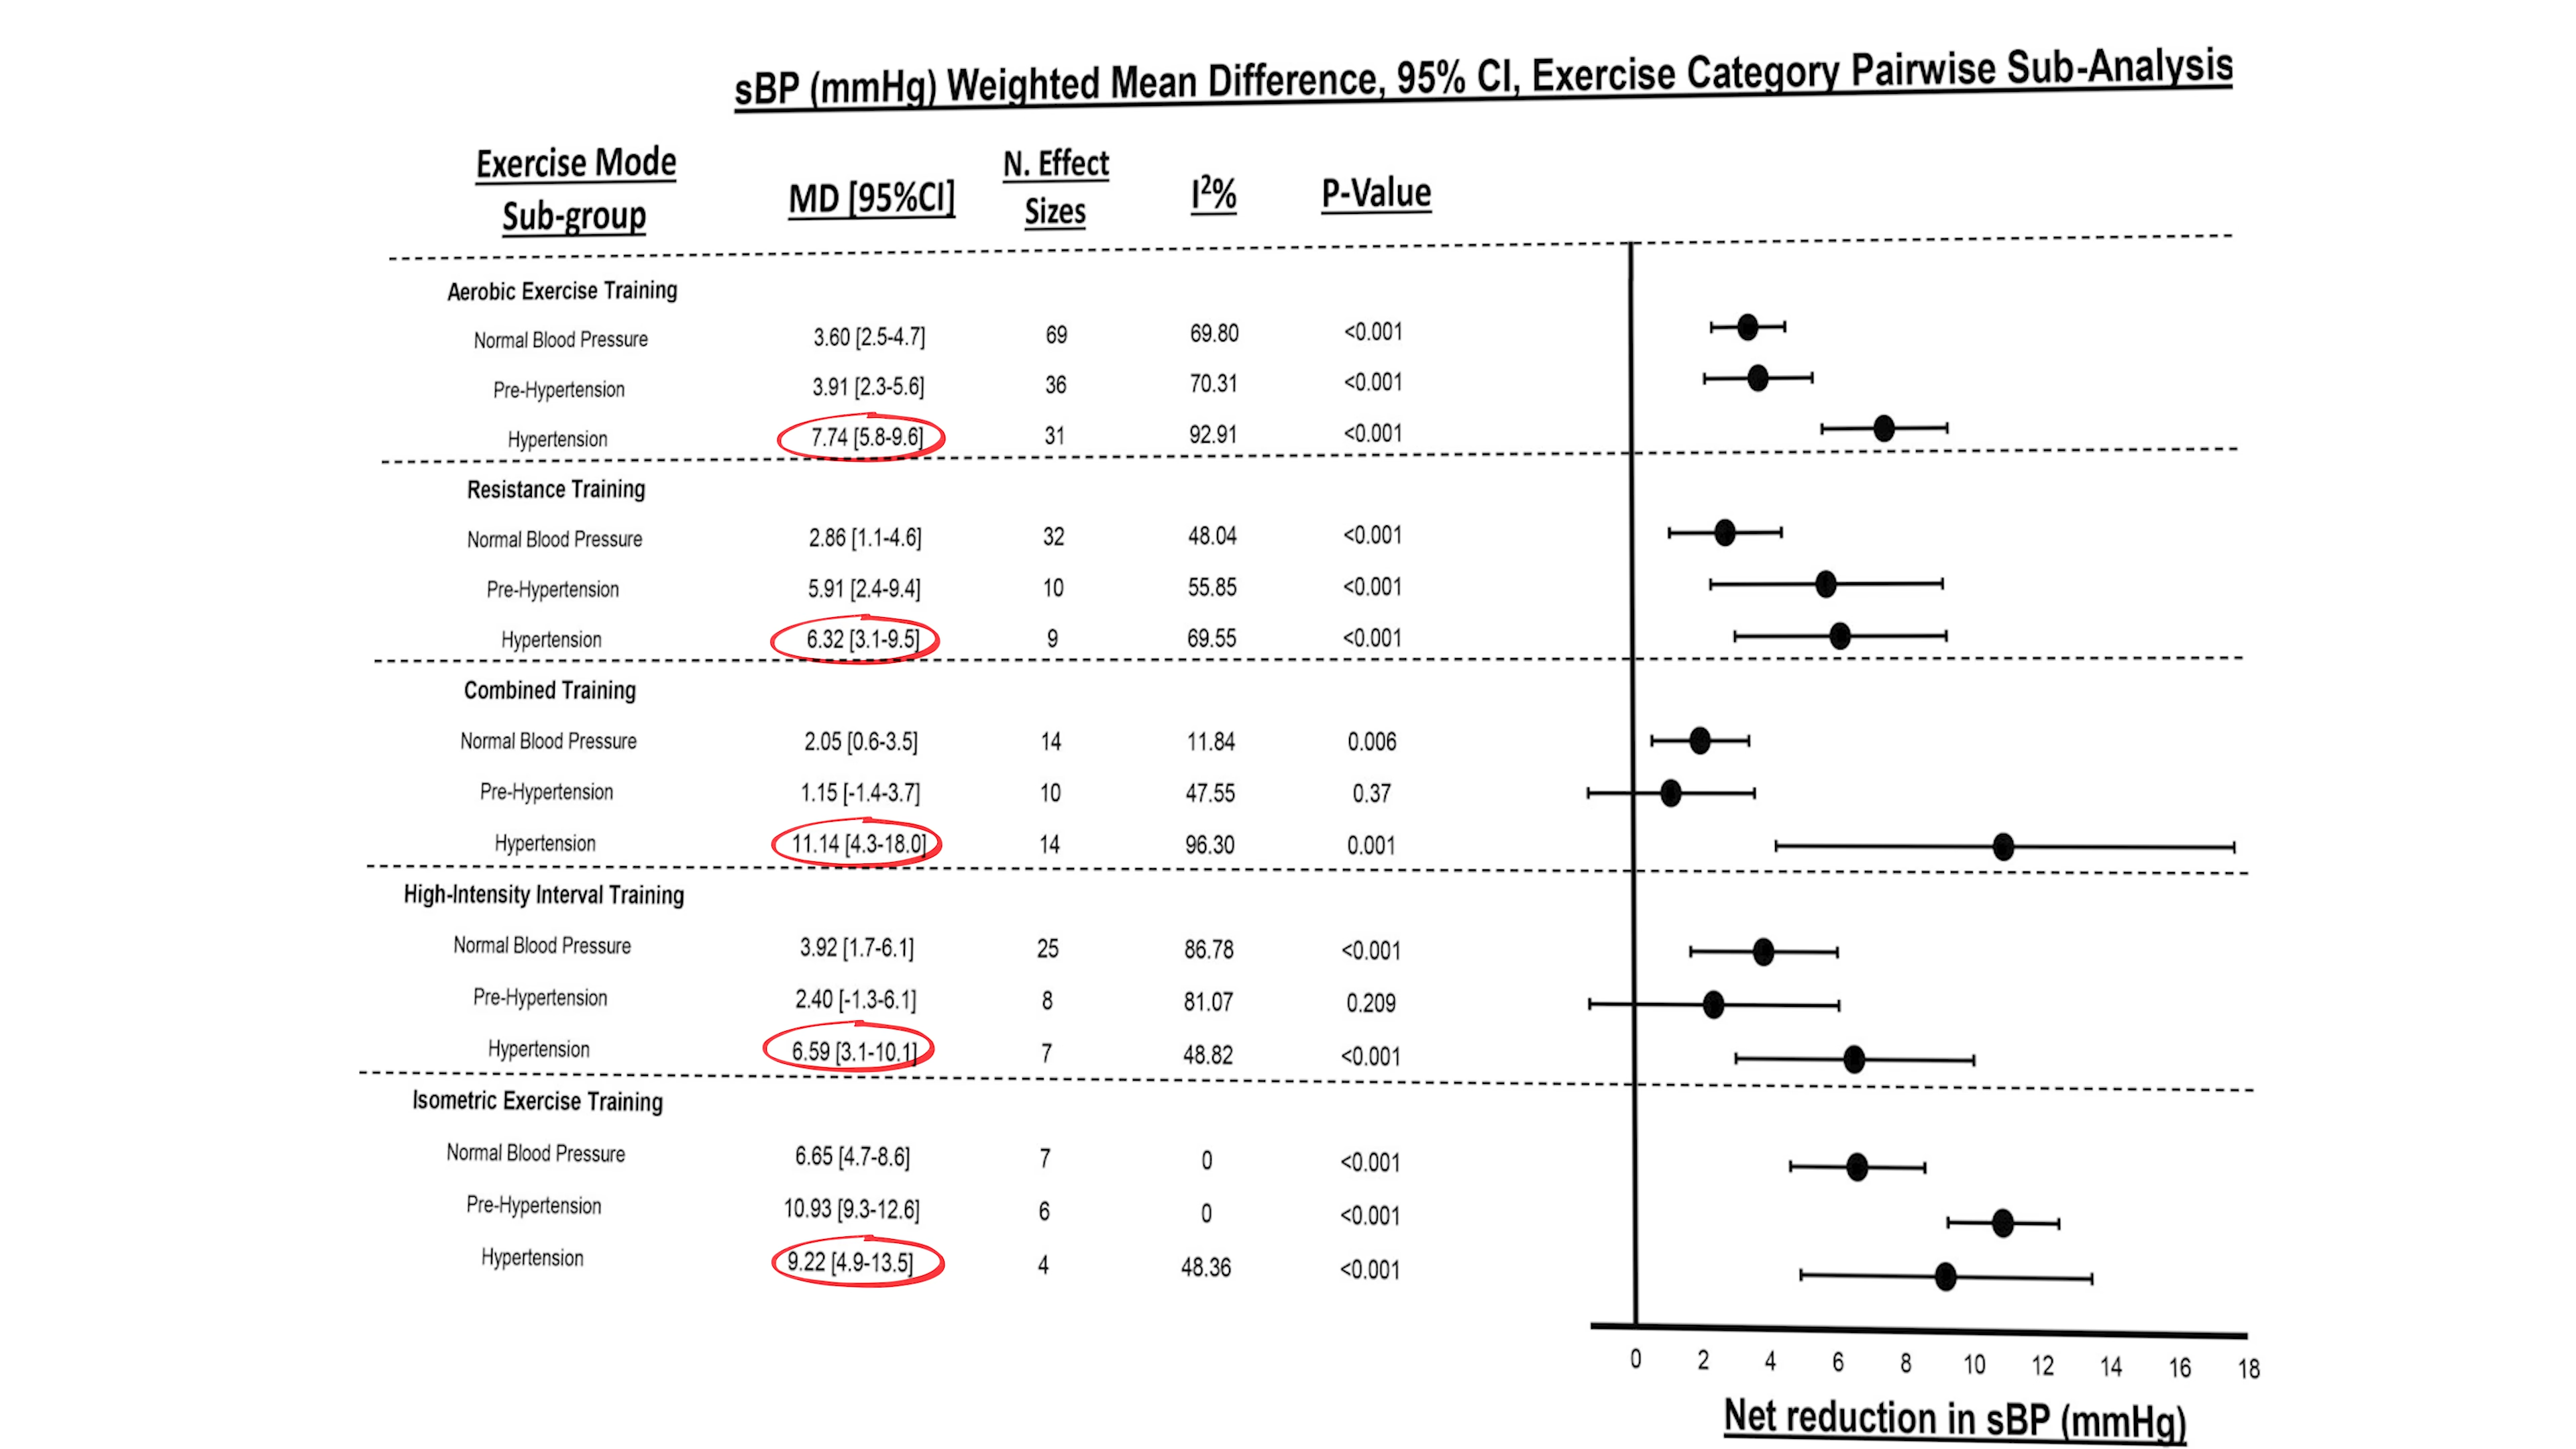 sBP (mmHg) Weighted Mean Difference, 95% CI, Exercise Category Pairwise Sub-Analysis
Exercise Mode Sub-group MD [95%CI] N. Effect Sizes I²% P-Value
Aerobic Exercise Training
Normal Blood Pressure 3.60 [2.5-4.7] 69 69.80 <0.001
Pre-Hypertension 3.91 [2.3-5.6] 36 70.31 <0.001
Hypertension 7.74 [5.8-9.6] 31 92.91 <0.001
Resistance Training
Normal Blood Pressure 2.86 [1.1-4.6] 32 48.04 <0.001
Pre-Hypertension 5.91 [2.4-9.4] 10 55.85 <0.001
Hypertension 6.32 [3.1-9.5] 9 69.55 <0.001
Combined Training
Normal Blood Pressure 2.05 [0.6-3.5] 14 11.84 0.006
Pre-Hypertension 1.15 [-1.4-3.7] 10 47.55 0.37
Hypertension 11.14 [4.3-18.0] 14 96.30 0.001
High-Intensity Interval Training
Normal Blood Pressure 3.92 [1.7-6.1] 25 86.78 <0.001
Pre-Hypertension 2.40 [-1.3-6.1] 8 81.07 0.209
Hypertension 6.59 [3.1-10.1] 7 48.82 <0.001
Isometric Exercise Training
Normal Blood Pressure 6.65 [4.7-8.6] 7 0 <0.001
Pre-Hypertension 10.93 [9.3-12.6] 6 0 <0.001
Hypertension 9.22 [4.9-13.5] 4 48.36 <0.001
0 2 4 6 8 10 12 14 16 18
Net reduction in sBP (mmHg)